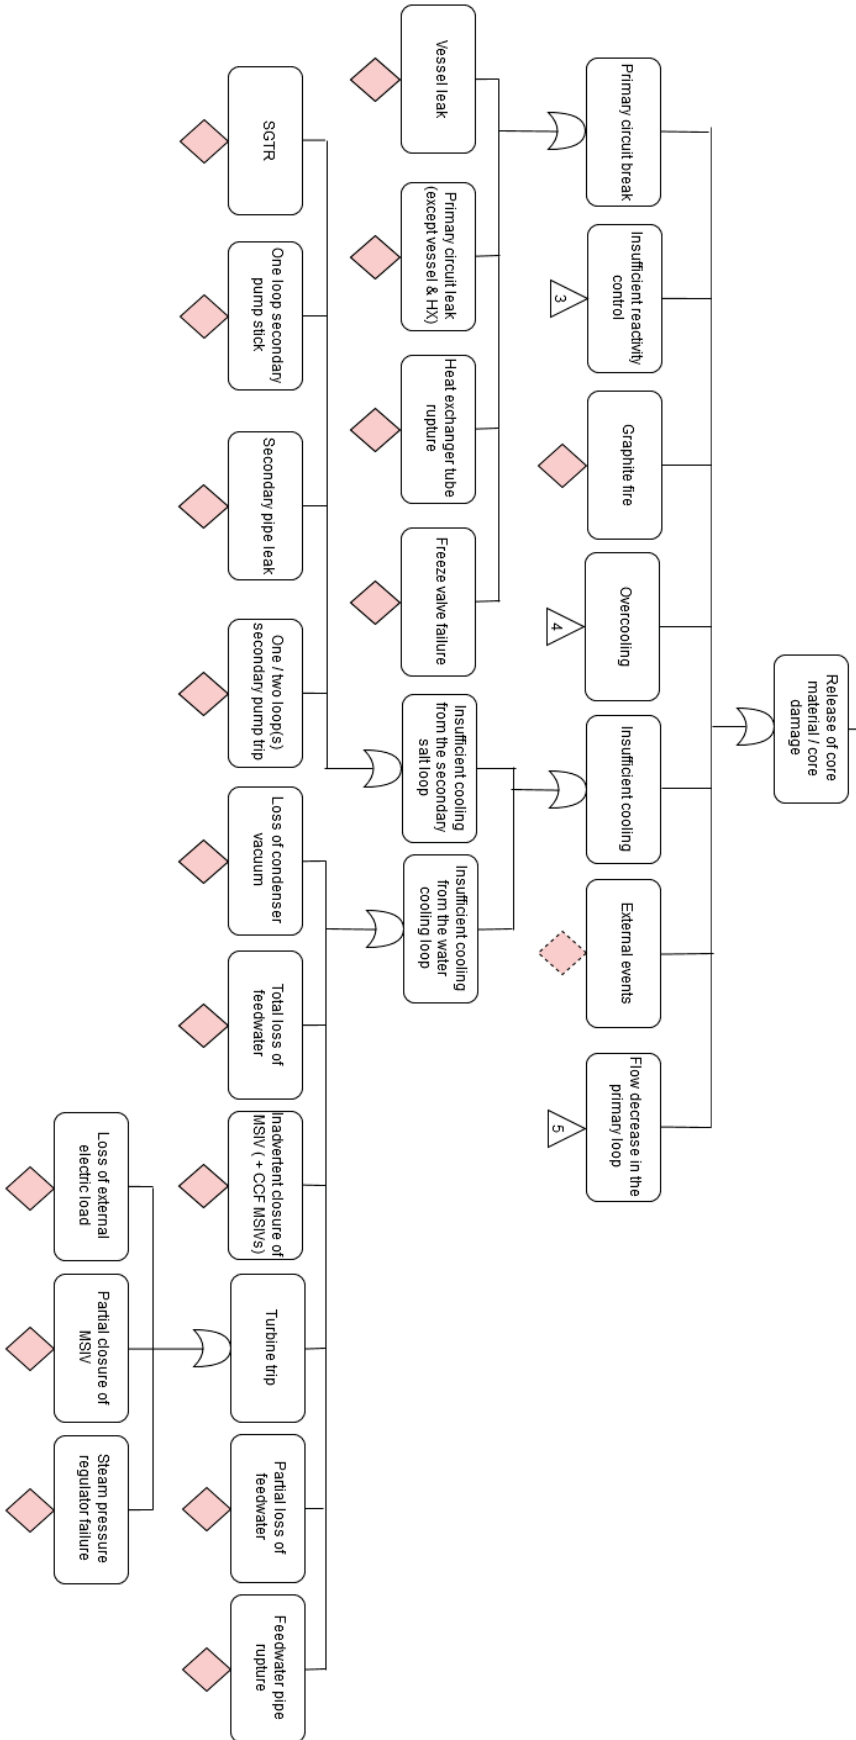 Release of core
material / core
damage
Primary circuit break
Insufficient reactivity
control
3
Graphite fire
Overcooling
4
Insufficient cooling
External events
Flow decrease in the
primary loop
5
Vessel leak
Primary circuit leak
(except vessel & HX)
Heat exchanger tube
rupture
Freeze valve failure
Insufficient cooling
from the secondary
salt loop
Insufficient cooling
from the water
cooling loop
SGTR
One loop secondary
pump stick
Secondary pipe leak
One / two loop(s)
secondary pump trip
Loss of condenser
vacuum
Total loss of
feedwater
Inadvertent closure of
MSIV ( + CCF MSIVs)
Turbine trip
Partial loss of
feedwater
Feedwater pipe
rupture
Loss of external
electric load
Partial closure of
MSIV
Steam pressure
regulator failure